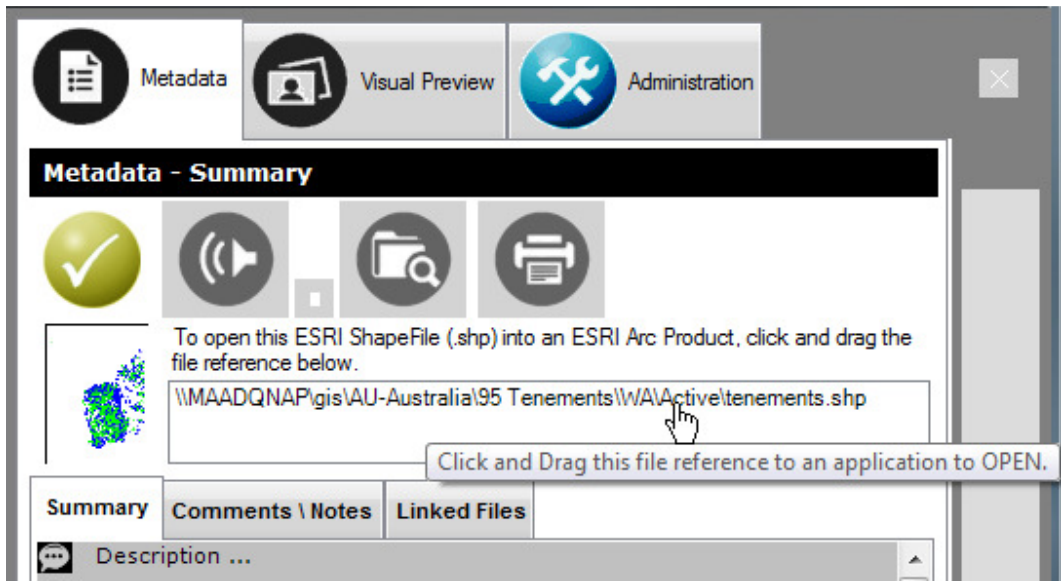 Metadata
Visual Preview
Administration
Metadata - Summary
To open this ESRI ShapeFile (.shp) into an ESRI Arc Product, click and drag the
file reference below.
\\MAADQNAP\gis\AU-Australia\95 Tenements\WA\Active\tenements.shp
Click and Drag this file reference to an application to OPEN.
Summary
Comments \ Notes
Linked Files
Description ...